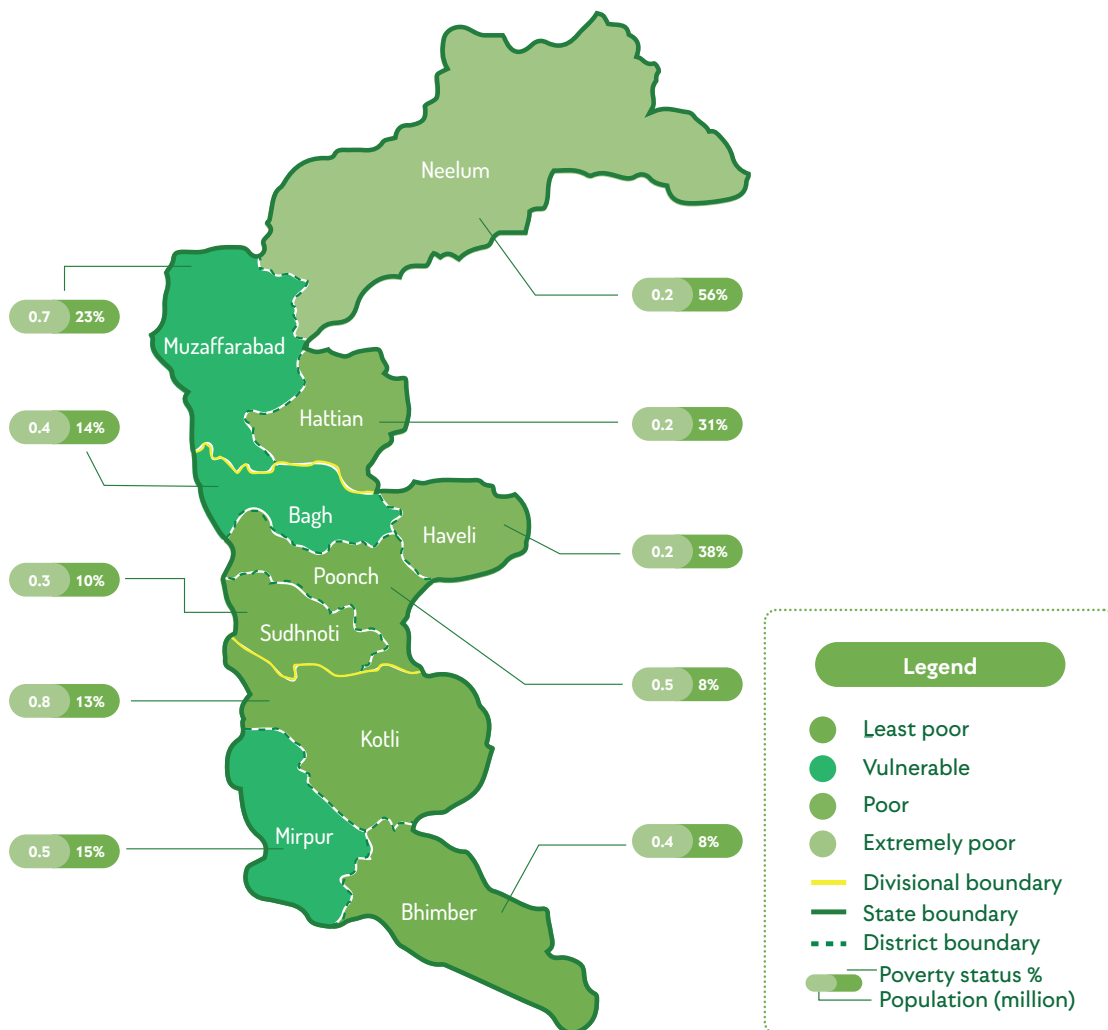 Neelum
0.2 56%
0.7 23%
Muzaffarabad
Hattian
0.2 31%
0.4 14%
Bagh
Haveli
0.2 38%
Poonch
0.3 10%
Sudhnoti
0.5 8%
0.8 13%
Kotli
Mirpur
0.5 15%
0.4 8%
Bhimber
Legend
Least poor
Vulnerable
Poor
Extremely poor
Divisional boundary
State boundary
District boundary
Poverty status %
Population (million)